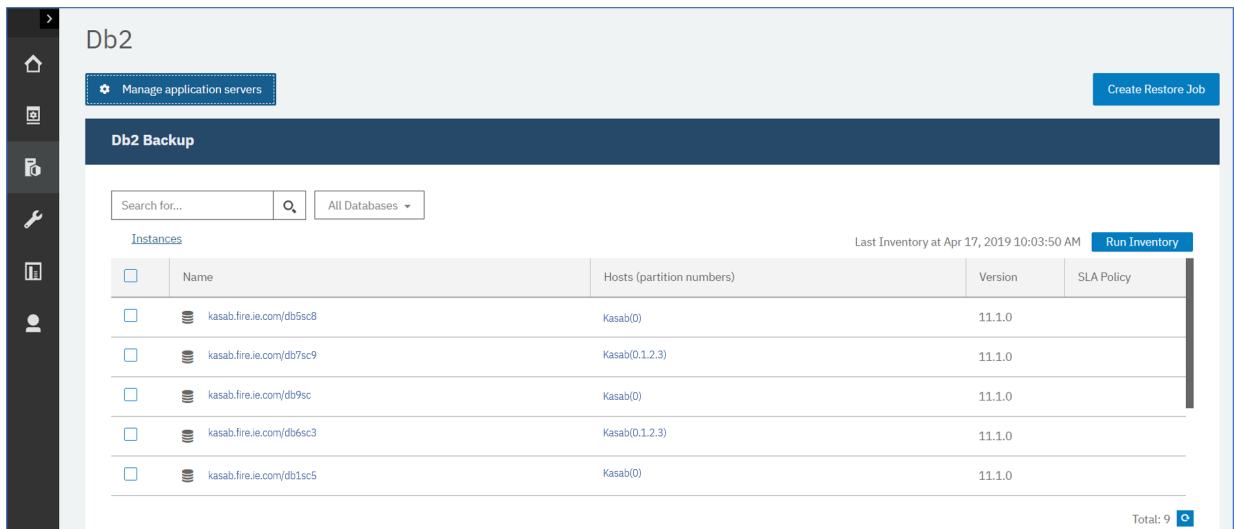 Db2
Manage application servers
Create Restore Job
Db2 Backup
Search for...
All Databases
Instances
Last Inventory at Apr 17, 2019 10:03:50 AM Run Inventory
Name Hosts (partition numbers) Version SLA Policy
kasab.fire.ie.com/db5sc8 Kasab(0) 11.1.0
kasab.fire.ie.com/db7sc9 Kasab(0.1.2.3) 11.1.0
kasab.fire.ie.com/db9sc Kasab(0) 11.1.0
kasab.fire.ie.com/db6sc3 Kasab(0.1.2.3) 11.1.0
kasab.fire.ie.com/db1sc5 Kasab(0) 11.1.0
Total: 9